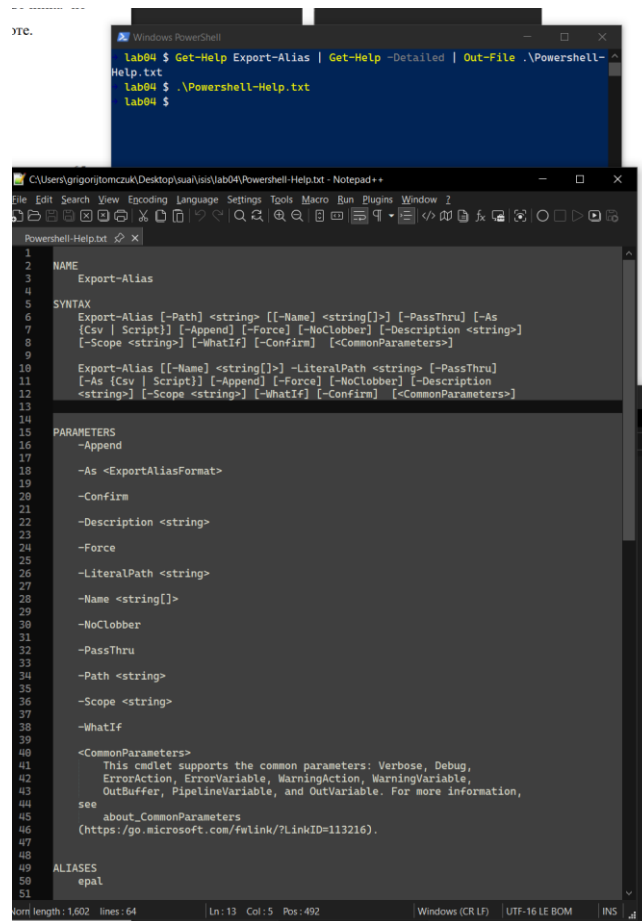 оте.
Windows PowerShell
lab04 $ Get-Help Export-Alias | Get-Help -Detailed | Out-File .\Powershell-
Help.txt
lab04 $ .\Powershell-Help.txt
lab04 $
C:\Users\grigorijtomczuk\Desktop\suai\isis\lab04\Powershell-Help.txt - Notepad++
File Edit Search View Encoding Language Settings Tools Macro Run Plugins Window ?
Powershell-Help.txt
1
2 NAME
3 Export-Alias
4
5 SYNTAX
6 Export-Alias [-Path] <string> [[-Name] <string[]>] [-PassThru] [-As
7 {Csv | Script}] [-Append] [-Force] [-NoClobber] [-Description <string>]
8 [-Scope <string>] [-WhatIf] [-Confirm] [<CommonParameters>]
9
10 Export-Alias [[-Name] <string[]>] -LiteralPath <string> [-PassThru]
11 [-As {Csv | Script}] [-Append] [-Force] [-NoClobber] [-Description
12 <string>] [-Scope <string>] [-WhatIf] [-Confirm] [<CommonParameters>]
13
14
15 PARAMETERS
16 -Append
17
18 -As <ExportAliasFormat>
19
20 -Confirm
21
22 -Description <string>
23
24 -Force
25
26 -LiteralPath <string>
27
28 -Name <string[]>
29
30 -NoClobber
31
32 -PassThru
33
34 -Path <string>
35
36 -Scope <string>
37
38 -WhatIf
39
40 <CommonParameters>
41 This cmdlet supports the common parameters: Verbose, Debug,
42 ErrorAction, ErrorVariable, WarningAction, WarningVariable,
43 OutBuffer, PipelineVariable, and OutVariable. For more information,
44 see
45 about_CommonParameters
46 (https:/go.microsoft.com/fwlink/?LinkID=113216).
47
48
49 ALIASES
50 epal
51
length : 1,602 lines : 64 Ln : 13 Col : 5 Pos : 492 Windows (CR LF) UTF-16 LE BOM INS